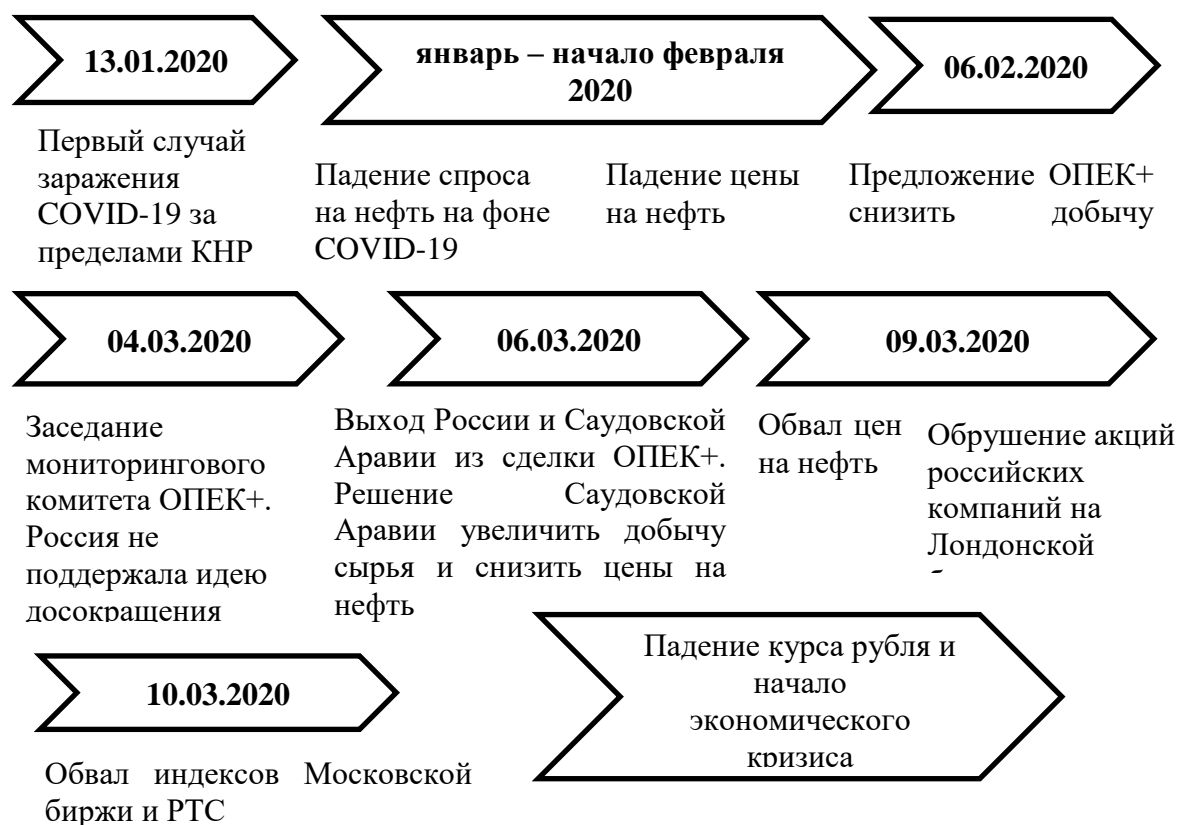 13.01.2020
январь – начало февраля
2020
06.02.2020
Первый случай
заражения
COVID-19 за
пределами КНР
Падение спроса
на нефть на фоне
COVID-19
Падение цены
на нефть
Предложение ОПЕК+
снизить добычу
04.03.2020
06.03.2020
09.03.2020
Заседание
мониторингового
комитета ОПЕК+.
Россия не
поддержала идею
досокращения
Выход России и Саудовской
Аравии из сделки ОПЕК+.
Решение Саудовской
Аравии увеличить добычу
сырья и снизить цены на
нефть
Обвал цен
на нефть
Обрушение акций
российских
компаний на
Лондонской
10.03.2020
Обвал индексов Московской
биржи и РТС
Падение курса рубля и
начало
экономического
кризиса